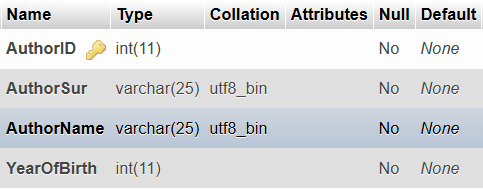 Name Type Collation Attributes Null Default
AuthorID int(11) No None
AuthorSur varchar(25) utf8_bin No None
AuthorName varchar(25) utf8_bin No None
YearOfBirth int(11) No None